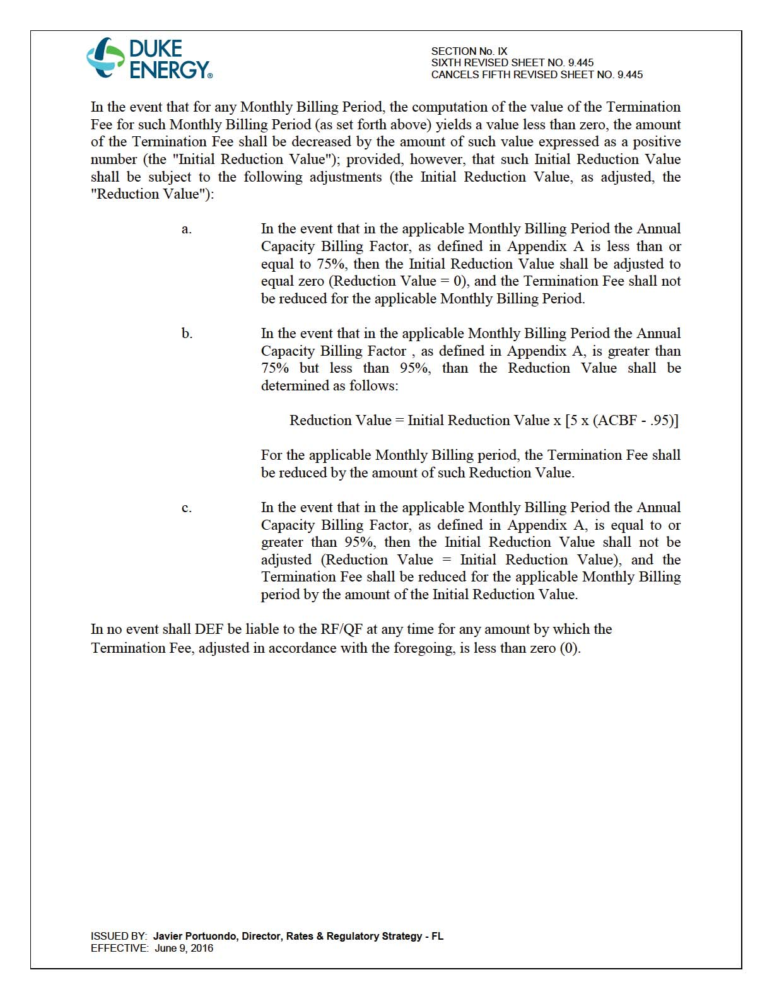 DUKE
ENERGY®
SECTION No. IX
SIXTH REVISED SHEET NO. 9.445
CANCELS FIFTH REVISED SHEET NO. 9.445
In the event that for any Monthly Billing Period, the computation of the value of the Termination
Fee for such Monthly Billing Period (as set forth above) yields a value less than zero, the amount
of the Termination Fee shall be decreased by the amount of such value expressed as a positive
number (the "Initial Reduction Value"); provided, however, that such Initial Reduction Value
shall be subject to the following adjustments (the Initial Reduction Value, as adjusted, the
"Reduction Value"):
a. In the event that in the applicable Monthly Billing Period the Annual
Capacity Billing Factor, as defined in Appendix A is less than or
equal to 75%, then the Initial Reduction Value shall be adjusted to
equal zero (Reduction Value = 0), and the Termination Fee shall not
be reduced for the applicable Monthly Billing Period.
b. In the event that in the applicable Monthly Billing Period the Annual
Capacity Billing Factor , as defined in Appendix A, is greater than
75% but less than 95%, than the Reduction Value shall be
determined as follows:
Reduction Value = Initial Reduction Value x [5 x (ACBF - .95)]
For the applicable Monthly Billing period, the Termination Fee shall
be reduced by the amount of such Reduction Value.
c. In the event that in the applicable Monthly Billing Period the Annual
Capacity Billing Factor, as defined in Appendix A, is equal to or
greater than 95%, then the Initial Reduction Value shall not be
adjusted (Reduction Value = Initial Reduction Value), and the
Termination Fee shall be reduced for the applicable Monthly Billing
period by the amount of the Initial Reduction Value.
In no event shall DEF be liable to the RF/QF at any time for any amount by which the
Termination Fee, adjusted in accordance with the foregoing, is less than zero (0).
ISSUED BY: Javier Portuondo, Director, Rates & Regulatory Strategy - FL
EFFECTIVE: June 9, 2016